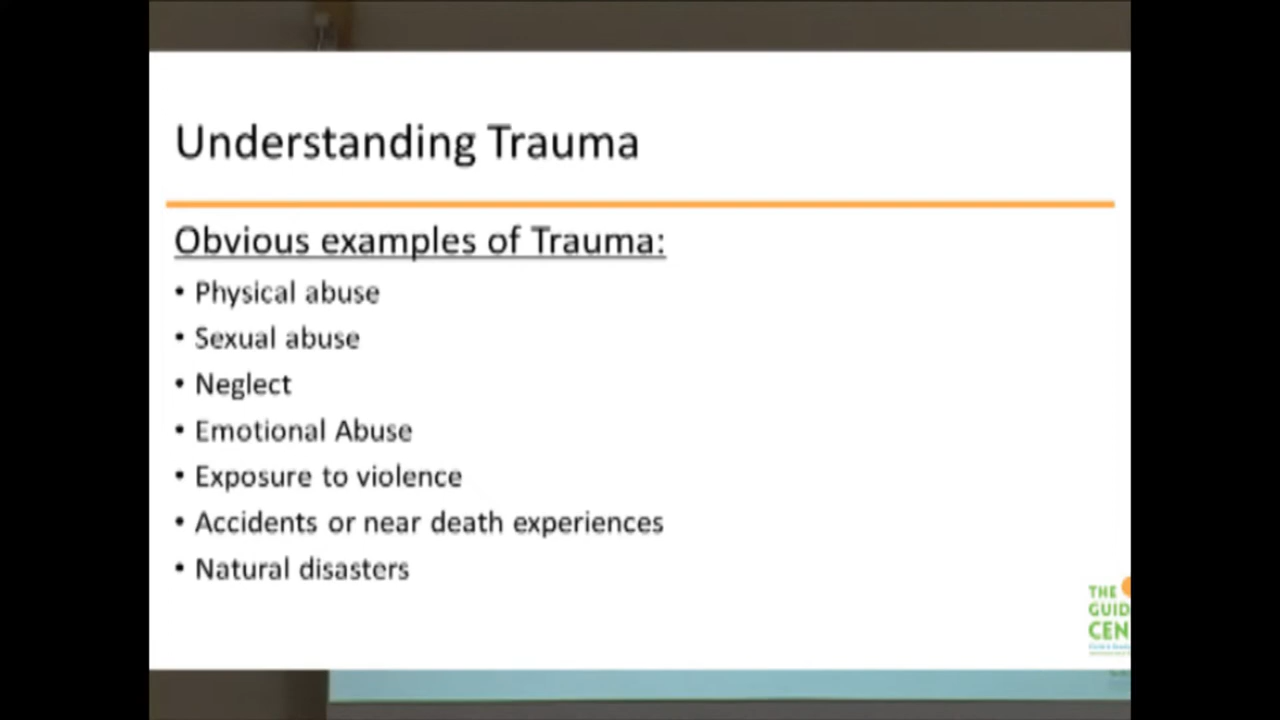 Understanding Trauma
Obvious examples of Trauma:
• Physical abuse
• Sexual abuse
• Neglect
• Emotional Abuse
• Exposure to violence
• Accidents or near death experiences
• Natural disasters
THE
GUID
CEN